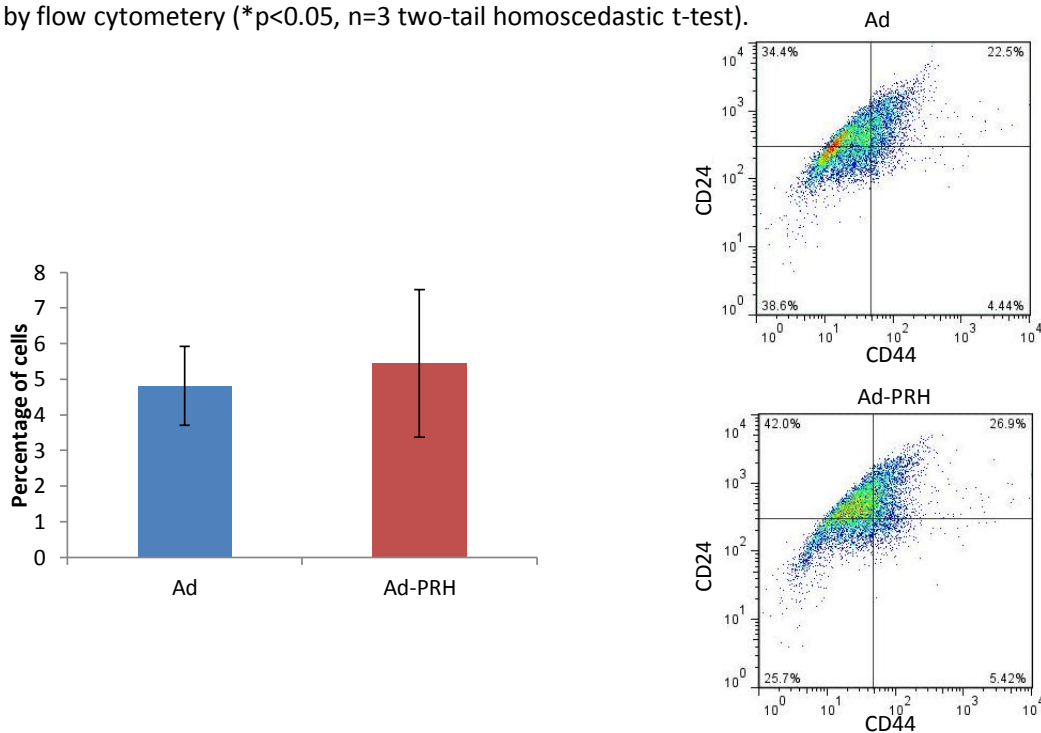 by flow cytometery (*p<0.05, n=3 two-tail homoscedastic t-test).
Percentage of cells
8
7
6
5
4
3
2
1
0
Ad
Ad-PRH
Ad
34.4%
22.5%
38.6%
4.44%
CD24
10^4
10^3
10^2
10^1
10^0
10^0 10^1 10^2 10^3 10^4
CD44
Ad-PRH
42.0%
26.9%
25.7%
5.42%
CD24
10^4
10^3
10^2
10^1
10^0
10^0 10^1 10^2 10^3 10^4
CD44